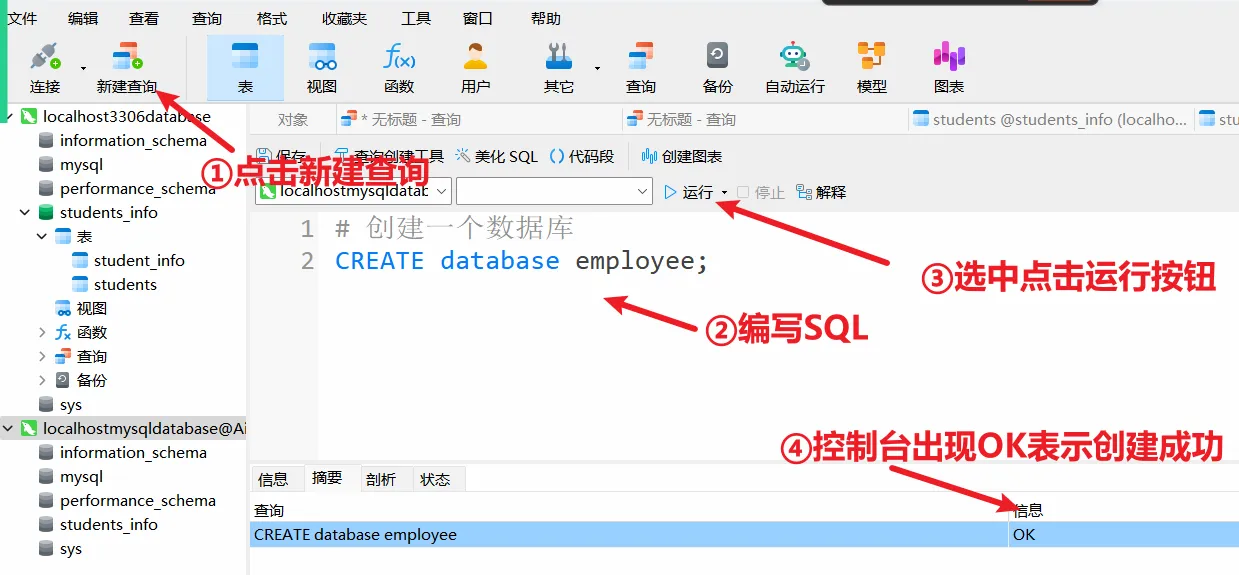 文件 编辑 查看 查询 格式 收藏夹 工具 窗口 帮助
连接 新建查询 表 视图 函数 用户 其它 查询 备份 自动运行 模型 图表
localhost3306database
information_schema
mysql
performance_schema
students_info
表
student_info
students
视图
函数
查询
备份
sys
localhostmysqldatabase@Ai
information_schema
mysql
performance_schema
students_info
sys
对象 * 无标题 - 查询 无标题 - 查询 students @students_info (localho... stu
保存 查询创建工具 美化 SQL 代码段 创建图表
①点击新建查询
localhostmysqldatab 运行 停止 解释
1 # 创建一个数据库
2 CREATE database employee;
③选中点击运行按钮
②编写SQL
④控制台出现OK表示创建成功
信息 摘要 剖析 状态
查询 信息
CREATE database employee OK